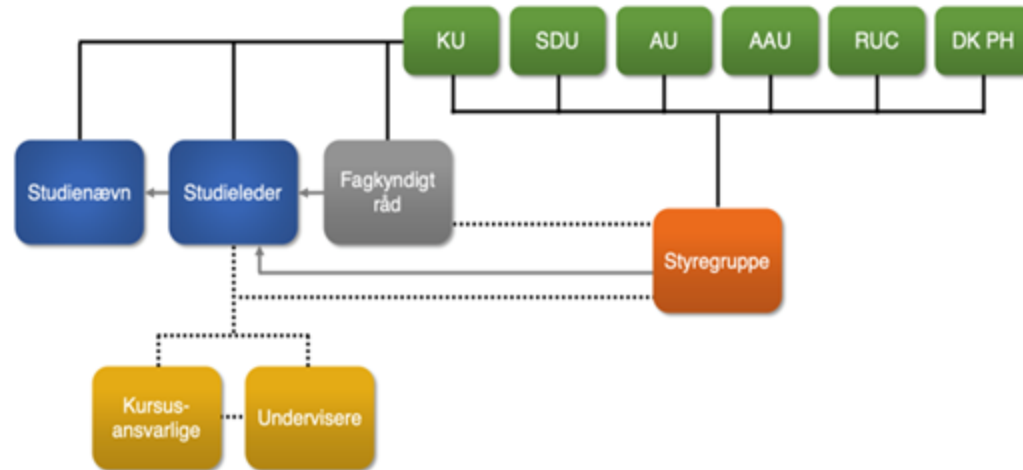 KU
SDU
AU
AAU
RUC
DK PH
Studienævn
Studieleder
Fagkyndigt
råd
Styregruppe
Kursus-
ansvarlige
Undervisere